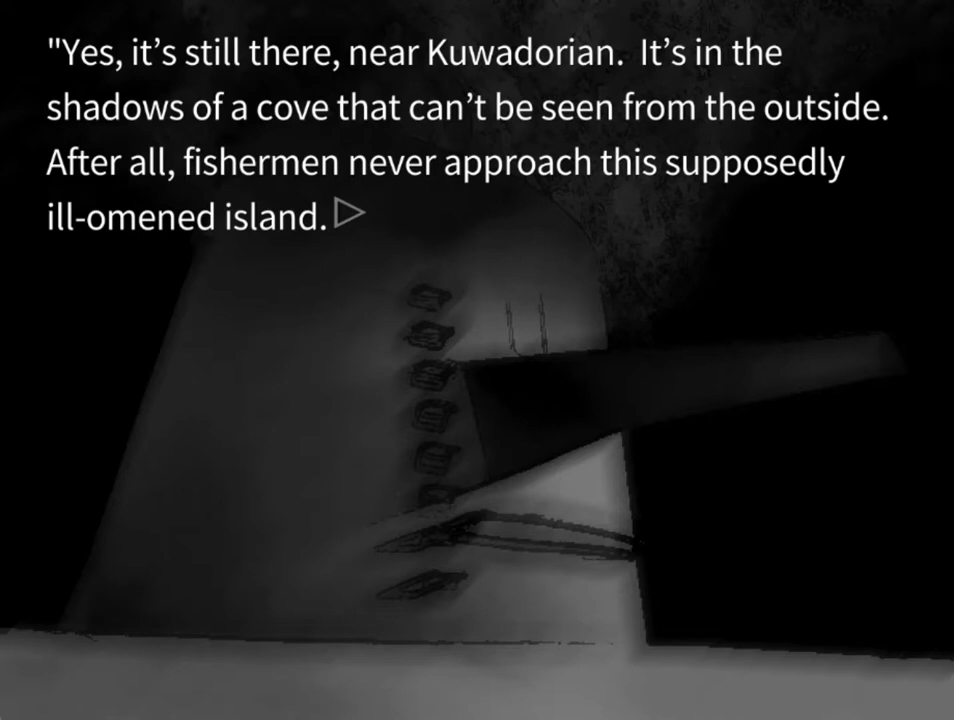 "Yes, it’s still there, near Kuwadorian.  It’s in the
shadows of a cove that can’t be seen from the outside.
After all, fishermen never approach this supposedly
ill-omened island.